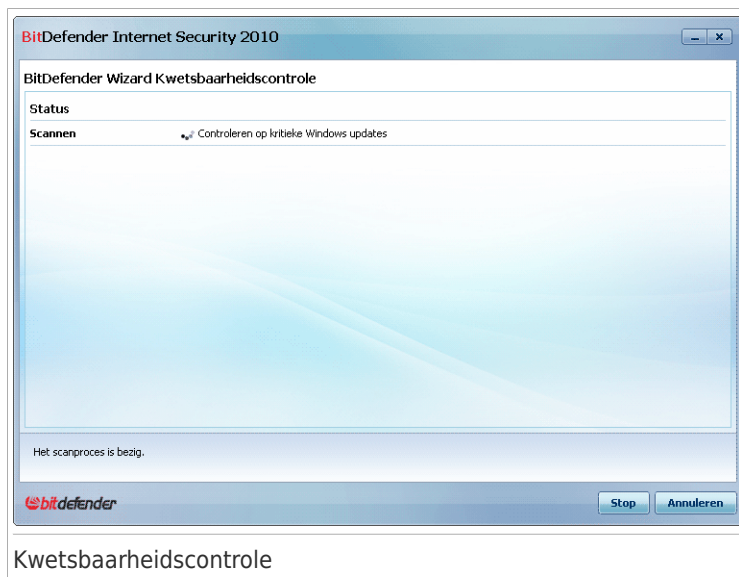 BitDefender Internet Security 2010
BitDefender Wizard Kwetsbaarheidscontrole
Status
Scannen Controleren op kritieke Windows updates
Het scanproces is bezig.
bitdefender
Stop Annuleren
Kwetsbaarheidscontrole